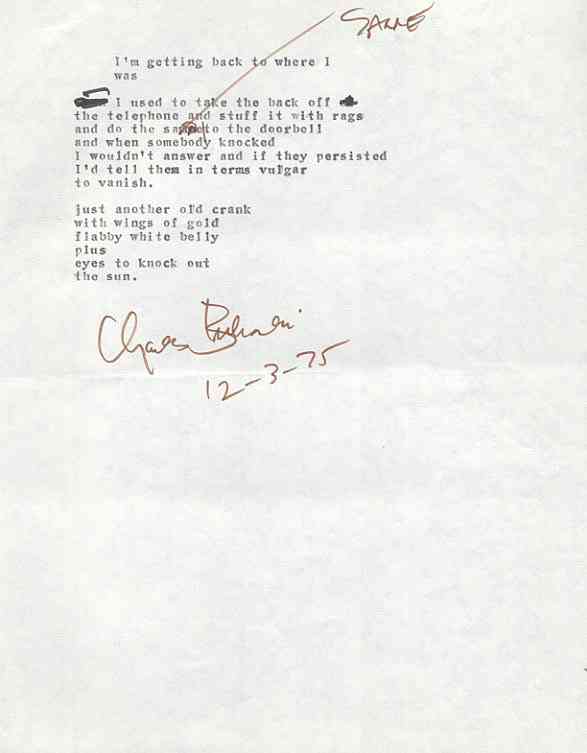 SAME
I'm getting back to where I
was
I used to take the back off
the telephone and stuff it with rags
and do the same to the doorbell
and when somebody knocked
I wouldn't answer and if they persisted
I'd tell them in terms vulgar
to vanish.
just another old crank
with wings of gold
flabby white belly
plus
eyes to knock out
the sun.
Charles Bukowski
12-3-75